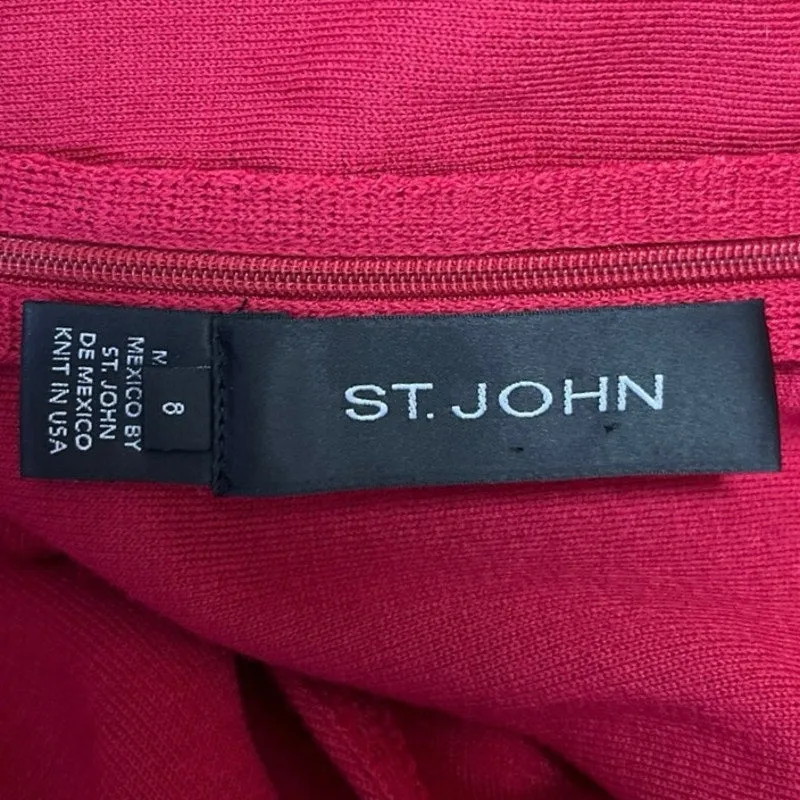 ST. JOHN
8
MEXICO BY
ST. JOHN
DE MEXICO
KNIT IN USA